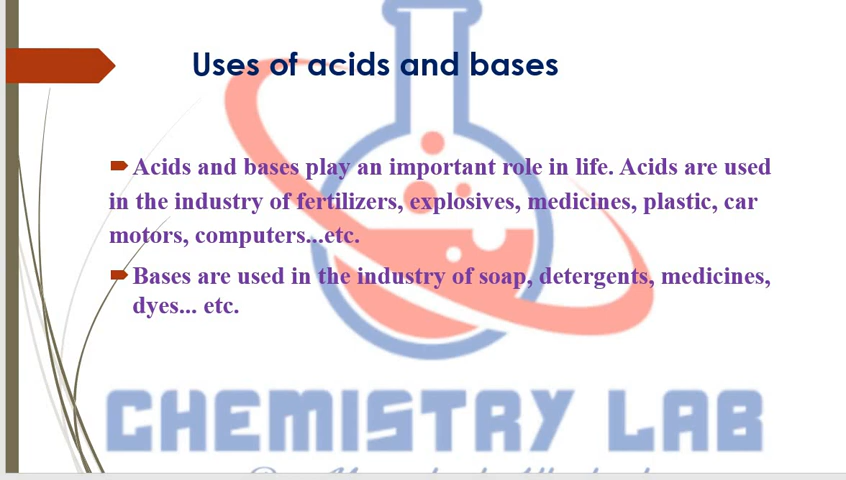 Uses of acids and bases
Acids and bases play an important role in life. Acids are used
in the industry of fertilizers, explosives, medicines, plastic, car
motors, computers...etc.
Bases are used in the industry of soap, detergents, medicines,
dyes... etc.
CHEMISTRY LAB